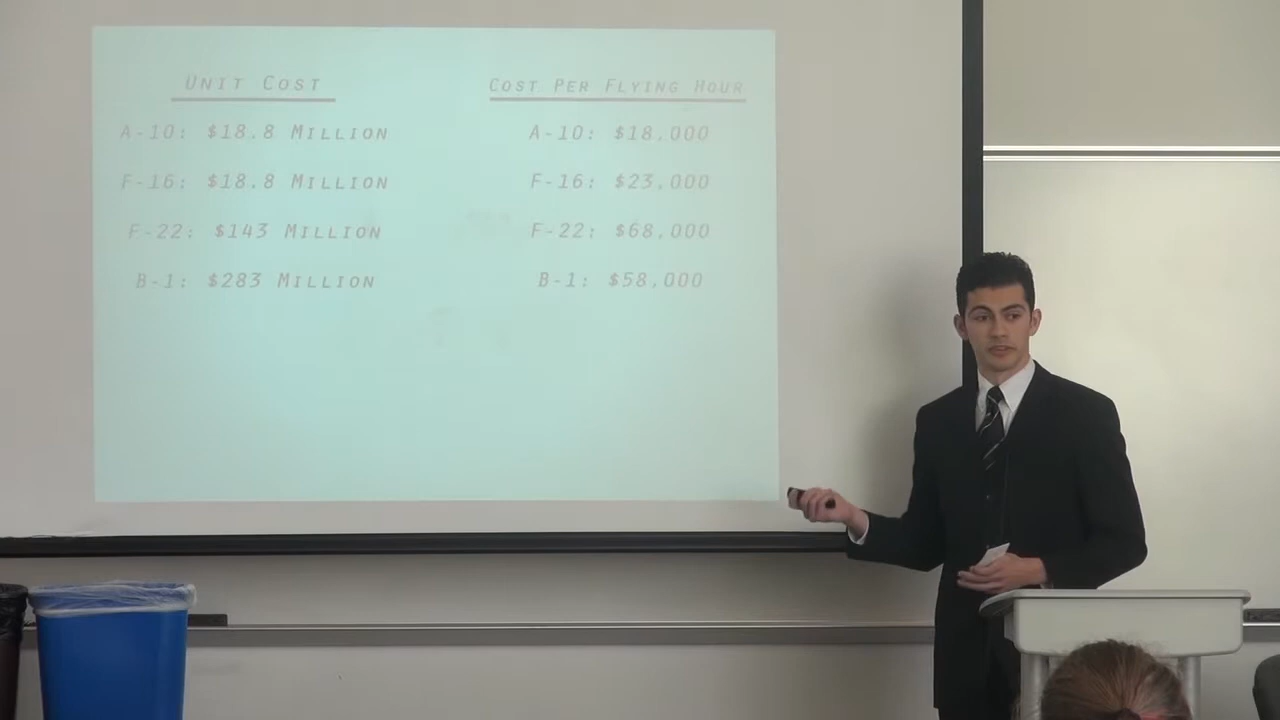 Unit Cost
A-10: $18.8 Million
F-16: $18.8 Million
F-22: $143 Million
B-1: $283 Million
Cost Per Flying Hour
A-10: $18,000
F-16: $23,000
F-22: $68,000
B-1: $58,000